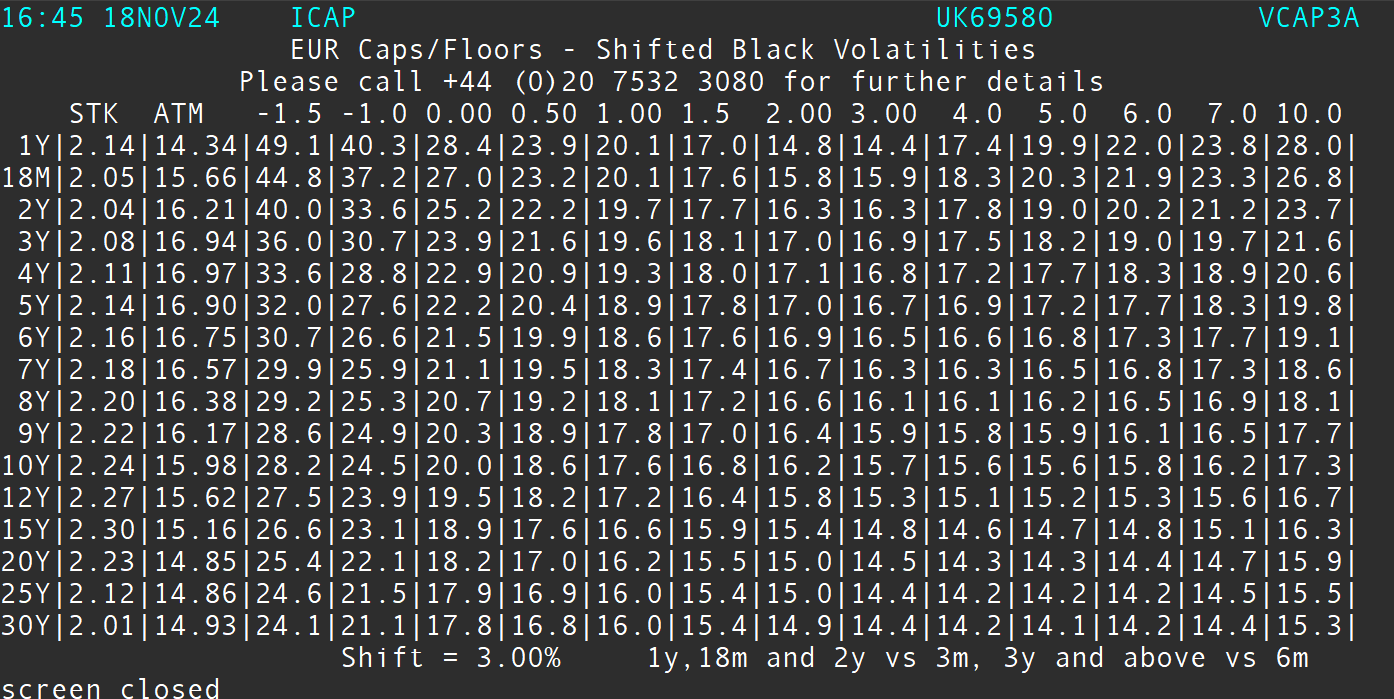 16:45 18NOV24 ICAP UK69580 VCAP3A
EUR Caps/Floors - Shifted Black Volatilities
Please call +44 (0)20 7532 3080 for further details
STK ATM -1.5 -1.0 0.00 0.50 1.00 1.5 2.00 3.00 4.0 5.0 6.0 7.0 10.0
1Y|2.14|14.34|49.1|40.3|28.4|23.9|20.1|17.0|14.8|14.4|17.4|19.9|22.0|23.8|28.0|
18M|2.05|15.66|44.8|37.2|27.0|23.2|20.1|17.6|15.8|15.9|18.3|20.3|21.9|23.3|26.8|
2Y|2.04|16.21|40.0|33.6|25.2|22.2|19.7|17.7|16.3|16.3|17.8|19.0|20.2|21.2|23.7|
3Y|2.08|16.94|36.0|30.7|23.9|21.6|19.6|18.1|17.0|16.9|17.5|18.2|19.0|19.7|21.6|
4Y|2.11|16.97|33.6|28.8|22.9|20.9|19.3|18.0|17.1|16.8|17.2|17.7|18.3|18.9|20.6|
5Y|2.14|16.90|32.0|27.6|22.2|20.4|18.9|17.8|17.0|16.7|16.9|17.2|17.7|18.3|19.8|
6Y|2.16|16.75|30.7|26.6|21.5|19.9|18.6|17.6|16.9|16.5|16.6|16.8|17.3|17.7|19.1|
7Y|2.18|16.57|29.9|25.9|21.1|19.5|18.3|17.4|16.7|16.3|16.3|16.5|16.8|17.3|18.6|
8Y|2.20|16.38|29.2|25.3|20.7|19.2|18.1|17.2|16.6|16.1|16.1|16.2|16.5|16.9|18.1|
9Y|2.22|16.17|28.6|24.9|20.3|18.9|17.8|17.0|16.4|15.9|15.8|15.9|16.1|16.5|17.7|
10Y|2.24|15.98|28.2|24.5|20.0|18.6|17.6|16.8|16.2|15.7|15.6|15.6|15.8|16.2|17.3|
12Y|2.27|15.62|27.5|23.9|19.5|18.2|17.2|16.4|15.8|15.3|15.1|15.2|15.3|15.6|16.7|
15Y|2.30|15.16|26.6|23.1|18.9|17.6|16.6|15.9|15.4|14.8|14.6|14.7|14.8|15.1|16.3|
20Y|2.23|14.85|25.4|22.1|18.2|17.0|16.2|15.5|15.0|14.5|14.3|14.3|14.4|14.7|15.9|
25Y|2.12|14.86|24.6|21.5|17.9|16.9|16.0|15.4|15.0|14.4|14.2|14.2|14.2|14.5|15.5|
30Y|2.01|14.93|24.1|21.1|17.8|16.8|16.0|15.4|14.9|14.4|14.2|14.1|14.2|14.4|15.3|
Shift = 3.00% 1y,18m and 2y vs 3m, 3y and above vs 6m
screen closed